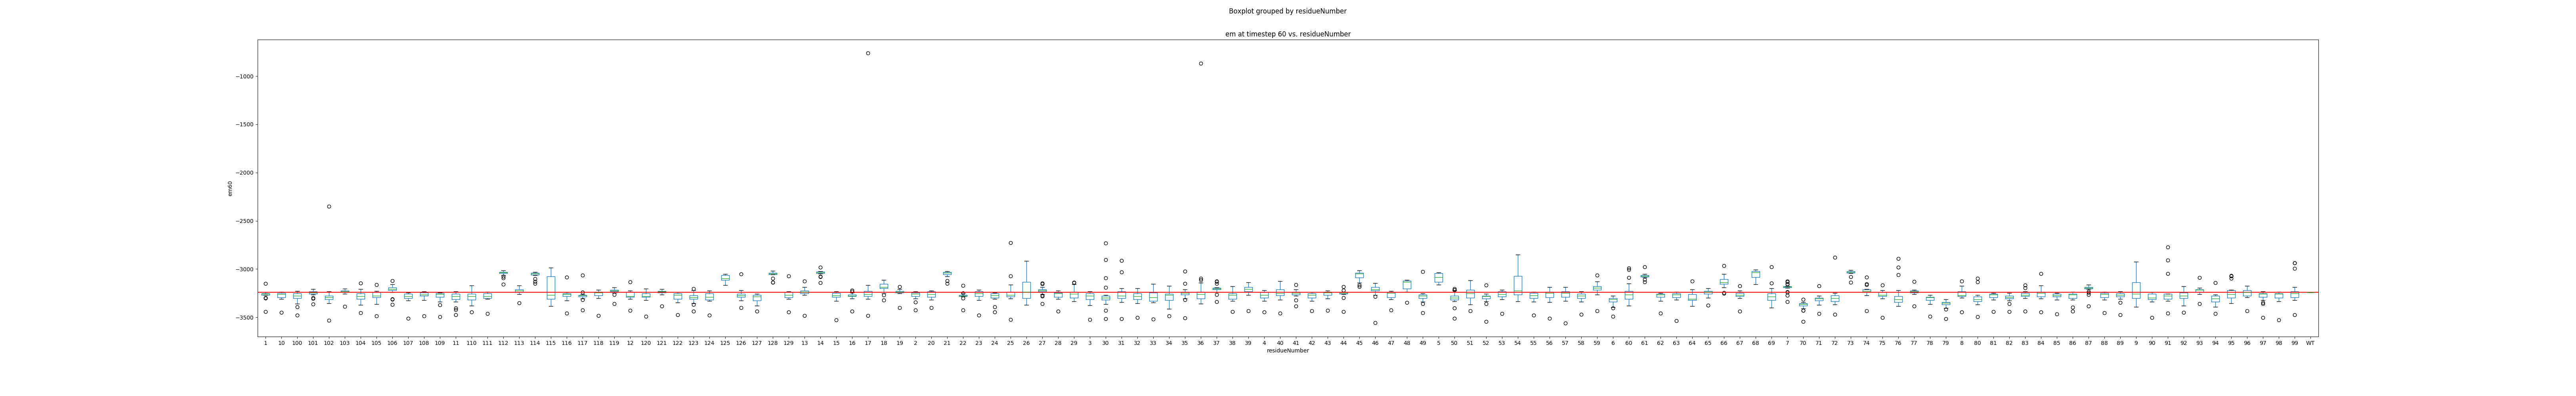 Boxplot grouped by residueNumber
em at timestep 60 vs. residueNumber
−1000
−1500
−2000
−2500
−3000
−3500
em60
1 10 100 101 102 103 104 105 106 107 108 109 11 110 111 112 113 114 115 116 117 118 119 12 120 121 122 123 124 125 126 127 128 129 13 14 15 16 17 18 19 2 20 21 22 23 24 25 26 27 28 29 3 30 31 32 33 34 35 36 37 38 39 4 40 41 42 43 44 45 46 47 48 49 5 50 51 52 53 54 55 56 57 58 59 6 60 61 62 63 64 65 66 67 68 69 7 70 71 72 73 74 75 76 77 78 79 8 80 81 82 83 84 85 86 87 88 89 9 90 91 92 93 94 95 96 97 98 99 WT
residueNumber